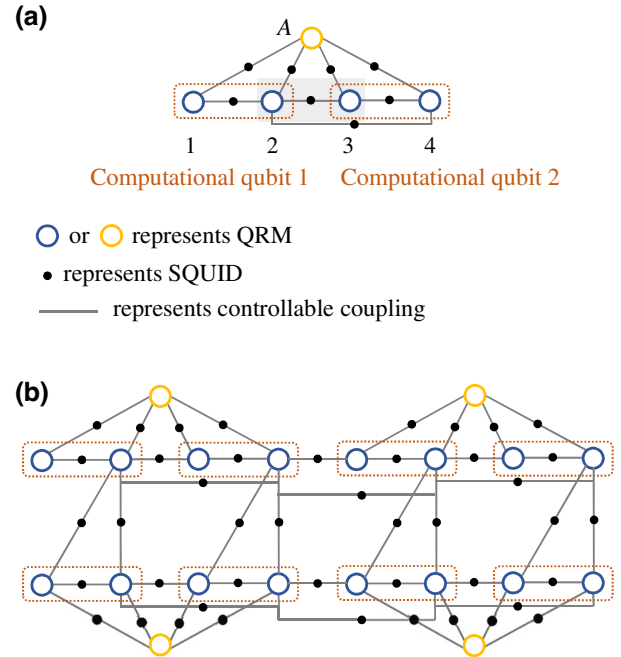 (a)
A
1 2 3 4
Computational qubit 1 Computational qubit 2
or represents QRM
represents SQUID
represents controllable coupling
(b)